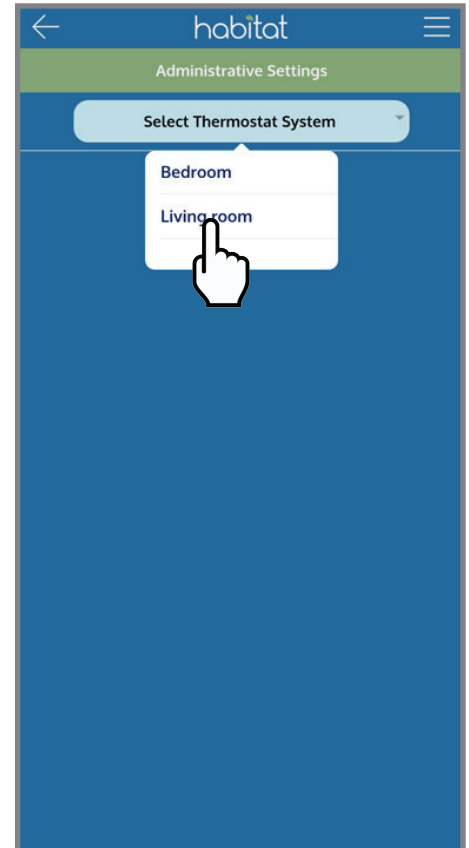 habitat
Administrative Settings
Select Thermostat System
Bedroom
Living room